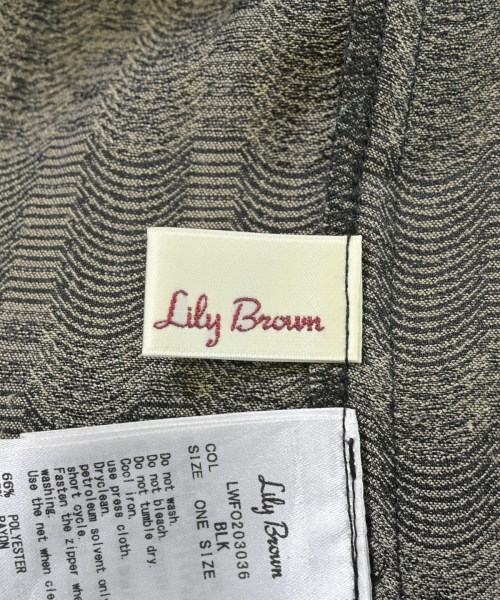 Lily Brown
Lily Brown
LWFO203036
COL BLK
SIZE ONE SIZE
Do not wash.
Do not bleach.
Do not tumble dry.
Cool iron.
use press cloth.
Dryclean.
petroleum solvent only
short cycle.
Fasten the zipper when
washing.
Use the net when
66% POLYESTER
RAYON